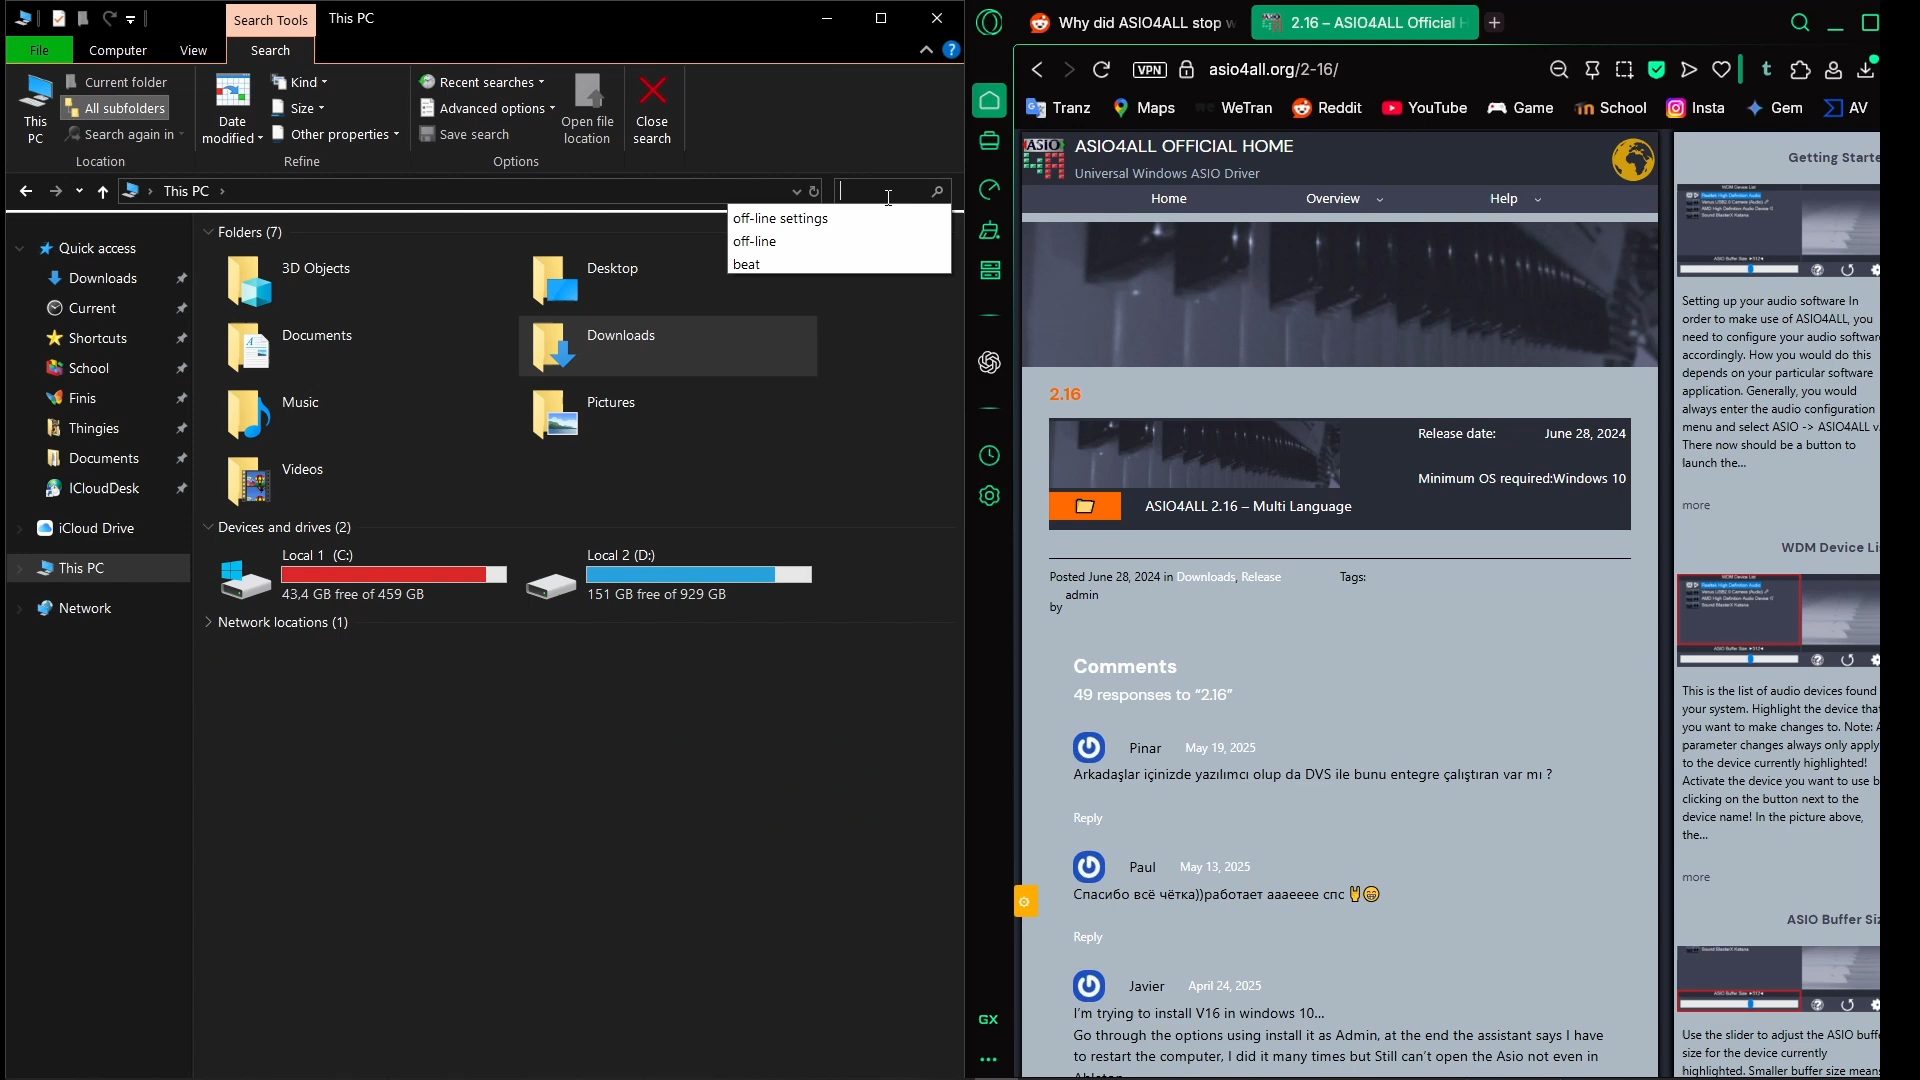 Search Tools
This PC
File
Computer
View
Search
This
PC
Current folder
All subfolders
Search again in
Location
Date
modified
Kind
Size
Other properties
Refine
Recent searches
Advanced options
Save search
Options
Open file
location
Close
search
This PC
off-line settings
off-line
beat
Quick access
Downloads
Current
Shortcuts
School
Finis
Thingies
Documents
ICloudDesk
iCloud Drive
This PC
Network
Folders (7)
3D Objects
Desktop
Documents
Downloads
Music
Pictures
Videos
Devices and drives (2)
Local 1 (C:)
43,4 GB free of 459 GB
Local 2 (D:)
151 GB free of 929 GB
Network locations (1)
Why did ASIO4ALL stop w
2.16 – ASIO4ALL Official H
VPN
asio4all.org/2-16/
Tranz
Maps
WeTran
Reddit
YouTube
Game
School
Insta
Gem
AV
GX
ASIO
ASIO4ALL OFFICIAL HOME
Universal Windows ASIO Driver
Home
Overview
Help
2.16
Release date:
June 28, 2024
Minimum OS required:Windows 10
ASIO4ALL 2.16 – Multi Language
Posted June 28, 2024 in Downloads, Release
by admin
Tags:
Comments
49 responses to “2.16”
Pinar May 19, 2025
Arkadaşlar içinizde yazılımcı olup da DVS ile bunu entegre çalıştıran var mı ?
Reply
Paul May 13, 2025
Спасибо всё чётка))работает аааееее спс 🤘😁
Reply
Javier April 24, 2025
I’m trying to install V16 in windows 10...
Go through the options using install it as Admin, at the end the assistant says I have
to restart the computer, I did it many times but Still can’t open the Asio not even in
Getting Starte
Setting up your audio software In
order to make use of ASIO4ALL, you
need to configure your audio software
accordingly. How you would do this
depends on your particular software
application. Generally, you would
always enter the audio configuration
menu and select ASIO -> ASIO4ALL v.
There now should be a button to
launch the...
more
WDM Device Li
This is the list of audio devices found
your system. Highlight the device tha
you want to make changes to. Note: A
parameter changes always only apply
to the device currently highlighted!
Activate the device you want to use b
clicking on the button next to the
device name! In the picture above,
the...
more
ASIO Buffer Siz
Use the slider to adjust the ASIO buffe
size for the device currently
highlighted. Smaller buffer size means